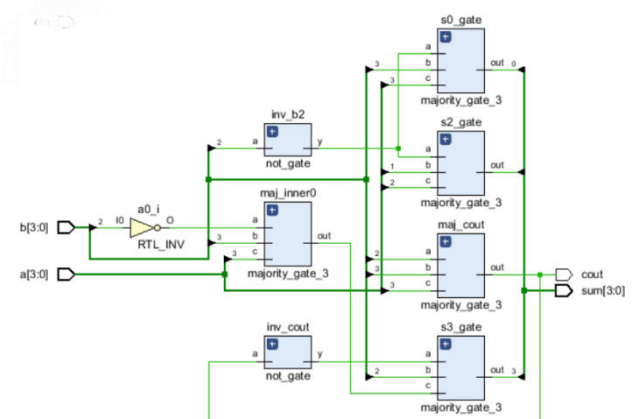 s0_gate
a
3 b out 0
3 c
majority_gate_3
inv_b2
2 a y
not_gate
s2_gate
a
1 b out
2 c
majority_gate_3
a0_i
b[3:0] 2 I0 O
RTL_INV
maj_inner0
a
3 b out
3 c
majority_gate_3
maj_cout
2 a
3 b out
3 c
majority_gate_3
a[3:0]
cout
sum[3:0]
inv_cout
a y
not_gate
s3_gate
a
2 b out 3
c
majority_gate_3